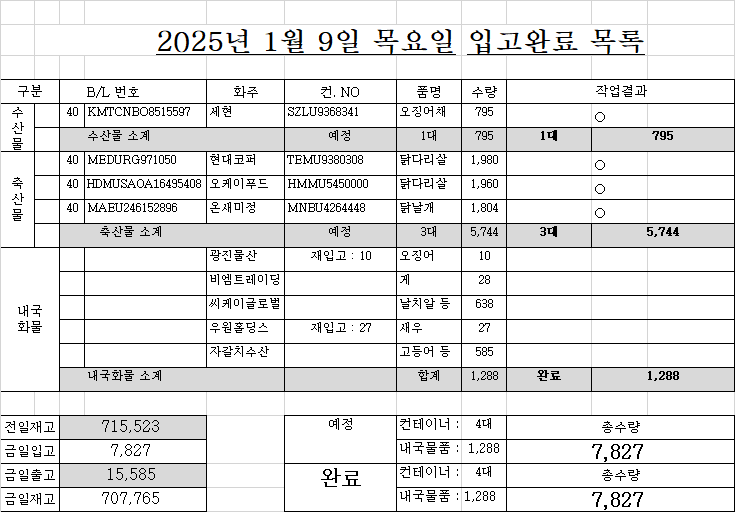 2025년 1월 9일 목요일 입고완료 목록
구분 B/L 번호 화주 컨. NO 품명 수량 작업결과
수산물 40 KMTCNBO8515597 세현 SZLU9368341 오징어채 795 ○
수산물 소계 예정 1대 795 1대 795
축산물 40 MEDURG971050 현대코퍼 TEMU9380308 닭다리살 1,980 ○
40 HDMUSAOA16495408 오케이푸드 HMMU5450000 닭다리살 1,960 ○
40 MAEU246152896 온새미정 MNBU4264448 닭날개 1,804 ○
축산물 소계 예정 3대 5,744 3대 5,744
내국화물 광진물산 재입고 : 10 오징어 10
비엠트레이딩 게 28
씨케이글로벌 날치알 등 638
우원홀딩스 재입고 : 27 새우 27
자갈치수산 고등어 등 585
내국화물 소계 합계 1,288 완료 1,288
전일재고 715,523 예정 컨테이너 : 4대 총수량
금일입고 7,827 내국물품 : 1,288 7,827
금일출고 15,585 완료 컨테이너 : 4대 총수량
금일재고 707,765 내국물품 : 1,288 7,827